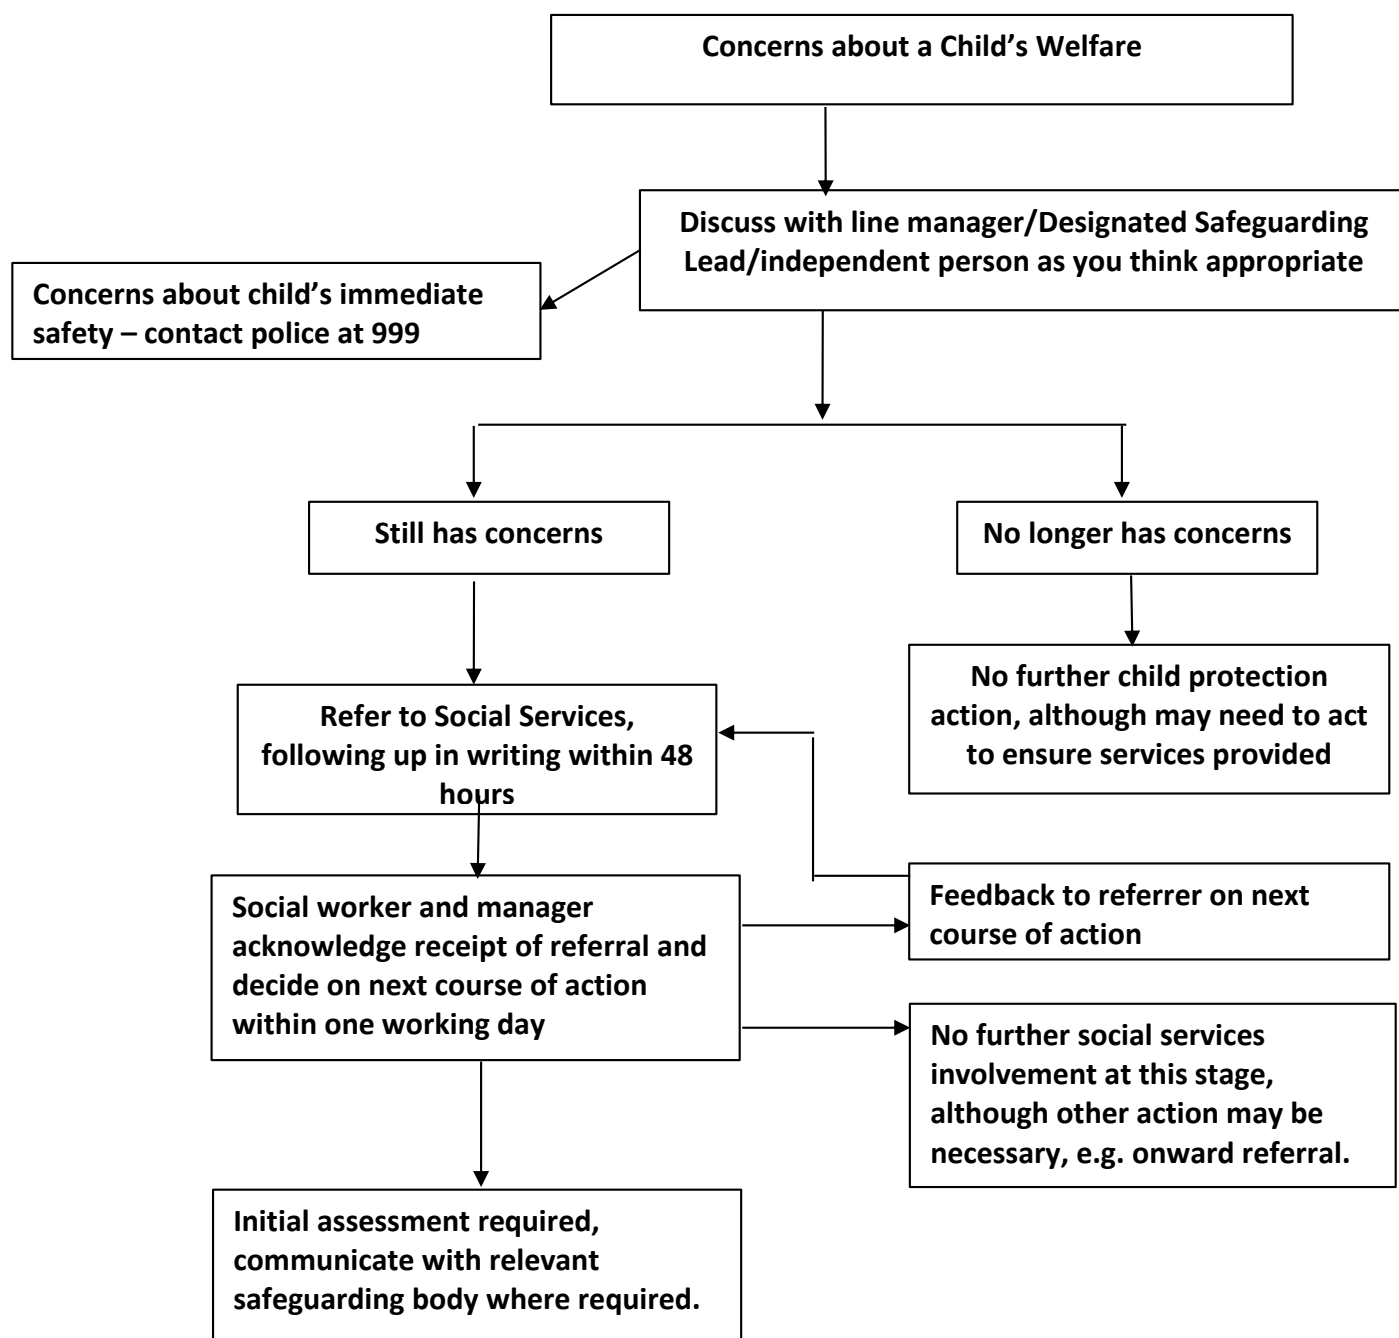 Concerns about a Child’s Welfare
Discuss with line manager/Designated Safeguarding
Lead/independent person as you think appropriate
Concerns about child’s immediate
safety – contact police at 999
Still has concerns
No longer has concerns
No further child protection
action, although may need to act
to ensure services provided
Refer to Social Services,
following up in writing within 48
hours
Social worker and manager
acknowledge receipt of referral and
decide on next course of action
within one working day
Feedback to referrer on next
course of action
No further social services
involvement at this stage,
although other action may be
necessary, e.g. onward referral.
Initial assessment required,
communicate with relevant
safeguarding body where required.